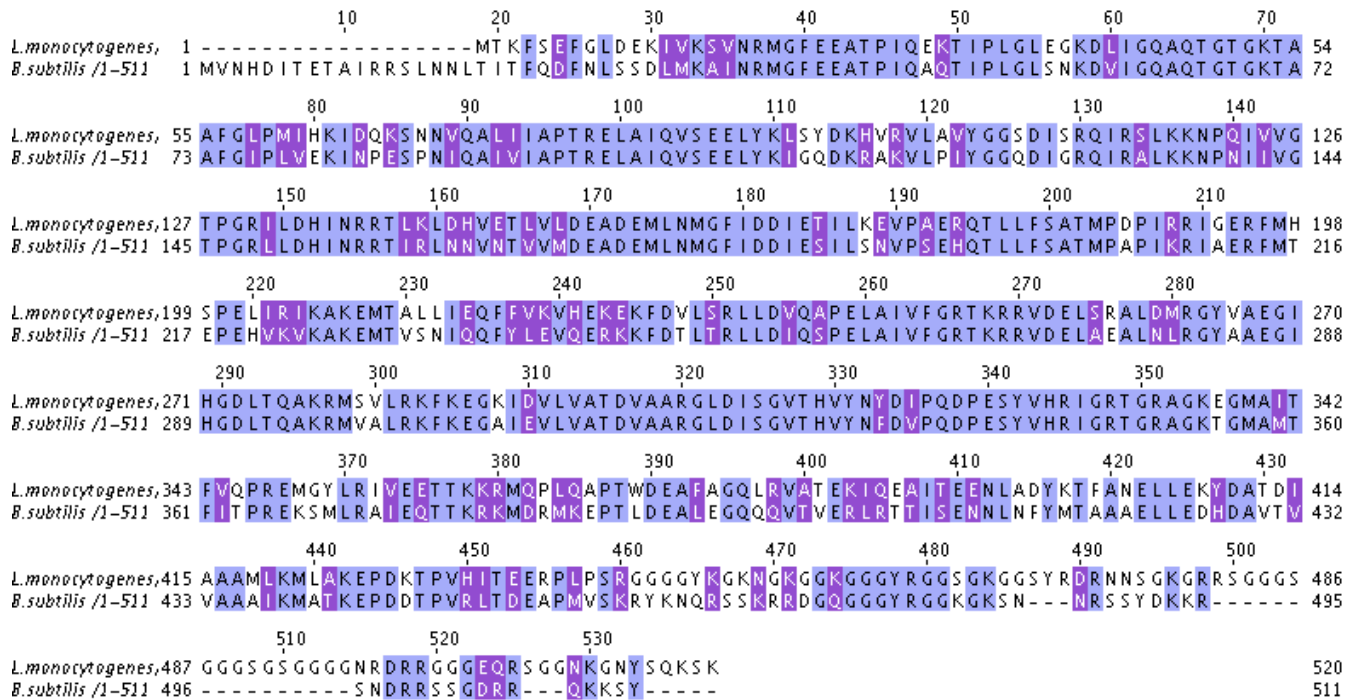 10 20 30 40 50 60 70
L.monocytogenes, 1 ------------------MTKFSEFGLDEKIVKSVNRMGFEEATPIQEKTIPLGLEGKDLIGQAQTGTGKTA 54
B.subtilis /1-511 1 MVNHDITETAIRRSLNNLTITFQDFNLSSDLMKAINRMGFEEATPIQAQTIPLGLSNKDVIGQAQTGTGKTA 72
80 90 100 110 120 130 140
L.monocytogenes, 55 AFGLPMIHKIDQKSNNVQALIIAPTRELAIQVSEELYKLSYDKHVRVLAVYGGSDISRQIRSLKKNPQIVVG 126
B.subtilis /1-511 73 AFGIPLVEKINPESPNIQAIVIAPTRELAIQVSEELYKIGQDKRAKVLPIYGGQDIGRQIRALKKNPNIIVG 144
150 160 170 180 190 200 210
L.monocytogenes, 127 TPGRILDHINRRTLKLDHVETLVLDEADEMLNMGFIDDIETILKEVPAERQTLLFSATMPDPIRRIGERFMH 198
B.subtilis /1-511 145 TPGRLLDHINRRTIRLNNVNTVVMDEADEMLNMGFIDDIESILSNVPSEHQTLLFSATMPAPIKRIAERFMT 216
220 230 240 250 260 270 280
L.monocytogenes, 199 SPELIRIKAKEMTALLIEQFFVKVHEKEKFDVLSRLLDVQAPELAIVFGRTKRRVDELSRALDMRGYVAEGI 270
B.subtilis /1-511 217 EPEHVKVKAKEMTVSNIQQFYLEVQERKKFDTLTRLLDIQSPELAIVFGRTKRRVDELAEALNLRGYAAEGI 288
290 300 310 320 330 340 350
L.monocytogenes, 271 HGDLTQAKRMSVLRKFKEGKIDVLVATDVAARGLDISGVTHVYNYDIPQDPESYVHRIGRTGRAGKEGMAIT 342
B.subtilis /1-511 289 HGDLTQAKRMVALRKFKEGAIEVLVATDVAARGLDISGVTHVYNFDVPQDPESYVHRIGRTGRAGKTGMAMT 360
370 380 390 400 410 420 430
L.monocytogenes, 343 FVQPREMGYLRIVEETTKKRMQPLQAPTWDEAFAGQLRVATEKIQEAITEENLADYKTFANELLEKYDATDI 414
B.subtilis /1-511 361 FITPREKSMLRAIEQTTKRKMDRMKEPTLDEALEGQQQVTVERLRTTISENNLNFYMTAAAELLEDHDAVTV 432
440 450 460 470 480 490 500
L.monocytogenes, 415 AAAMLKMLAKEPDKTPVHITEERPLPSRGGGGYKGKNGKGGKGGGYRGGSGKGGSYRDRNNSGKGRRSGGGS 486
B.subtilis /1-511 433 VAAAIKMATKEPDDTPVRLTDEAPMVSKRYKNQRSSKRRDGQGGGYRGGKGKSN---NRSSYDKKR------ 495
510 520 530
L.monocytogenes, 487 GGGSGSGGGGNRDRRGGGEQRSGGNKGNYSQKSK 520
B.subtilis /1-511 496 ----------SNDRRSSGDRR---QKKSY----- 511